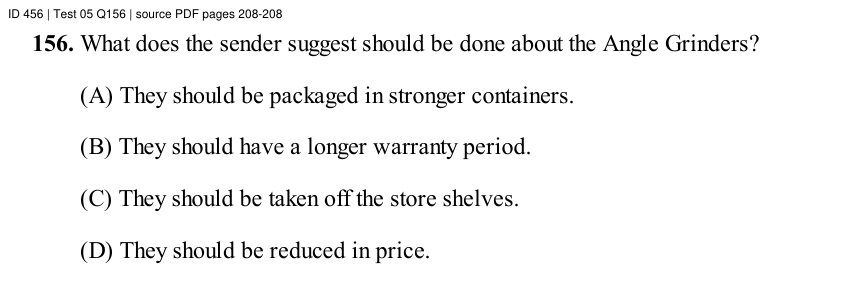 ID 456 | Test 05 Q156 | source PDF pages 208-208
156. What does the sender suggest should be done about the Angle Grinders?
(A) They should be packaged in stronger containers.
(B) They should have a longer warranty period.
(C) They should be taken off the store shelves.
(D) They should be reduced in price.